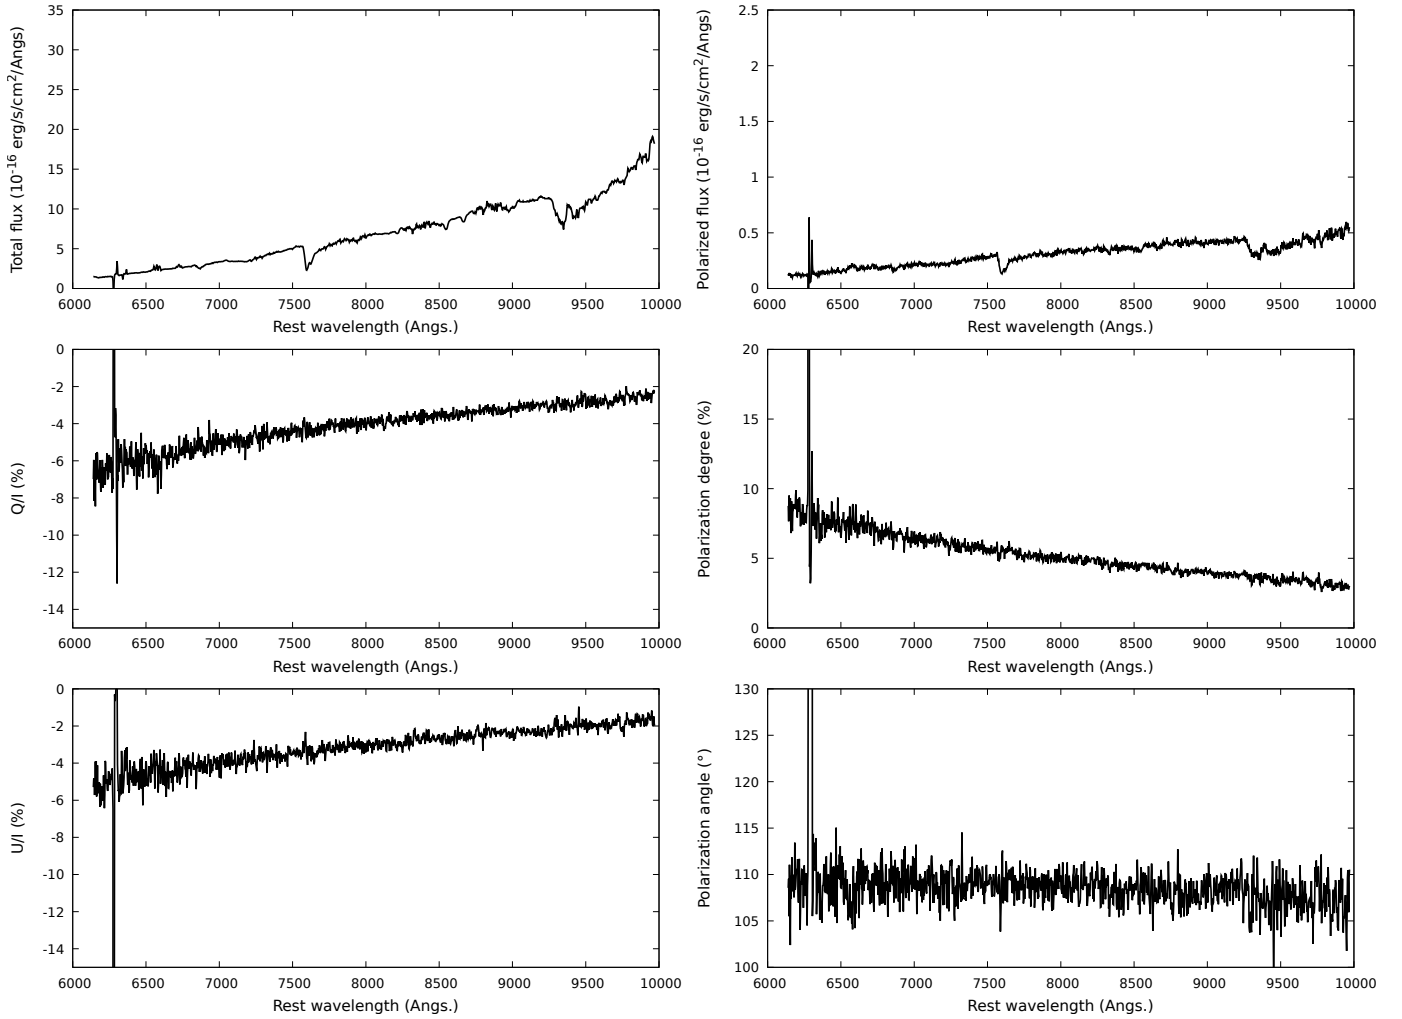 Total flux (10-16 erg/s/cm2/Angs)
35
30
25
20
15
10
5
0
6000 6500 7000 7500 8000 8500 9000 9500 10000
Rest wavelength (Angs.)
Polarized flux (10-16 erg/s/cm2/Angs)
2.5
2
1.5
1
0.5
0
6000 6500 7000 7500 8000 8500 9000 9500 10000
Rest wavelength (Angs.)
Q/I (%)
0
-2
-4
-6
-8
-10
-12
-14
6000 6500 7000 7500 8000 8500 9000 9500 10000
Rest wavelength (Angs.)
Polarization degree (%)
20
15
10
5
0
6000 6500 7000 7500 8000 8500 9000 9500 10000
Rest wavelength (Angs.)
U/I (%)
0
-2
-4
-6
-8
-10
-12
-14
6000 6500 7000 7500 8000 8500 9000 9500 10000
Rest wavelength (Angs.)
Polarization angle (°)
130
125
120
115
110
105
100
6000 6500 7000 7500 8000 8500 9000 9500 10000
Rest wavelength (Angs.)